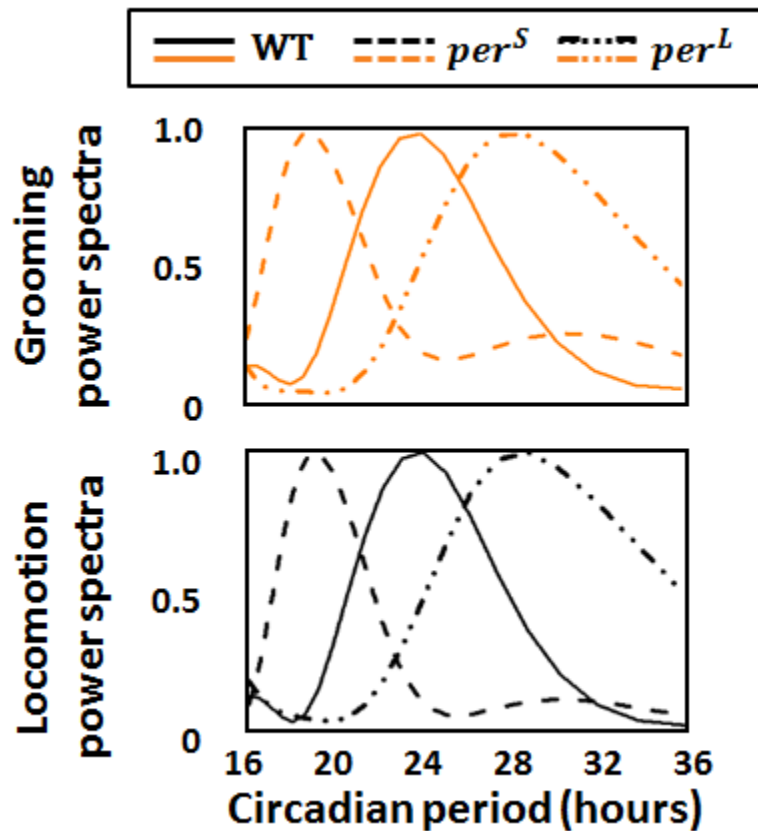 WT per^S per^L
Grooming
power spectra
1.0
0.5
0
Locomotion
power spectra
1.0
0.5
0
16 20 24 28 32 36
Circadian period (hours)